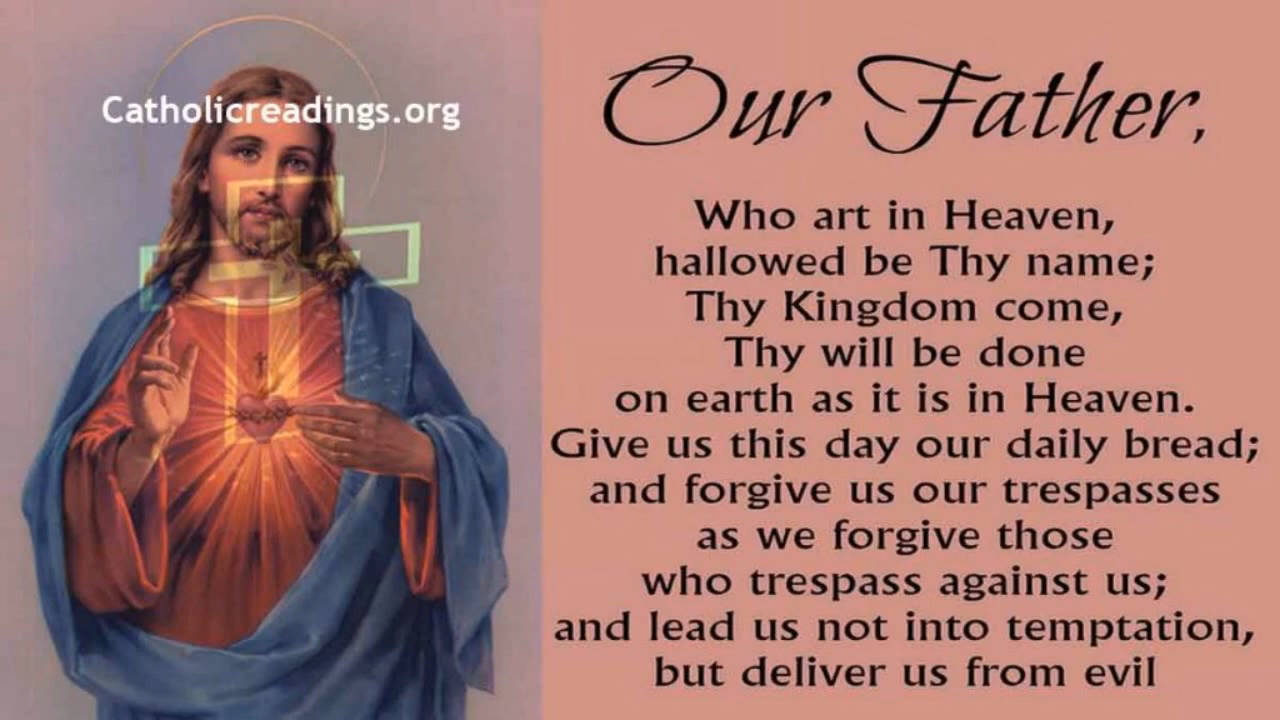 Catholicreadings.org
Our Father,
Who art in Heaven,
hallowed be Thy name;
Thy Kingdom come,
Thy will be done
on earth as it is in Heaven.
Give us this day our daily bread;
and forgive us our trespasses
as we forgive those
who trespass against us;
and lead us not into temptation,
but deliver us from evil